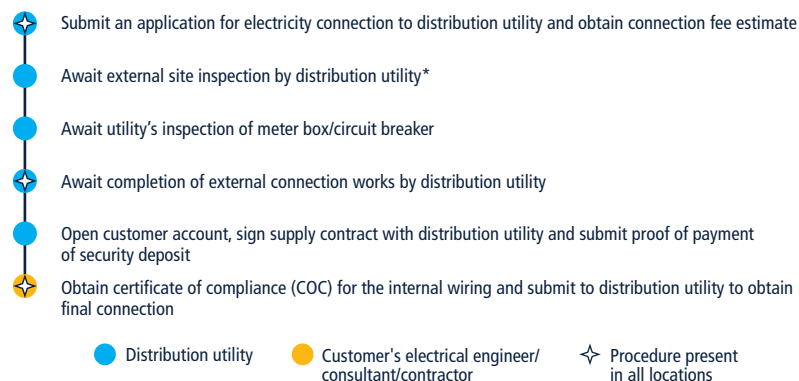 Submit an application for electricity connection to distribution utility and obtain connection fee estimate
Await external site inspection by distribution utility*
Await utility's inspection of meter box/circuit breaker
Await completion of external connection works by distribution utility
Open customer account, sign supply contract with distribution utility and submit proof of payment
of security deposit
Obtain certificate of compliance (COC) for the internal wiring and submit to distribution utility to obtain
final connection
Distribution utility
Customer's electrical engineer/
consultant/contractor
Procedure present
in all locations